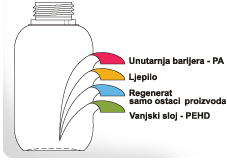 Unutarnja barijera - PA
Ljepilo
Regenerat
samo ostaci proizvoda
Vanjski sloj - PEHD